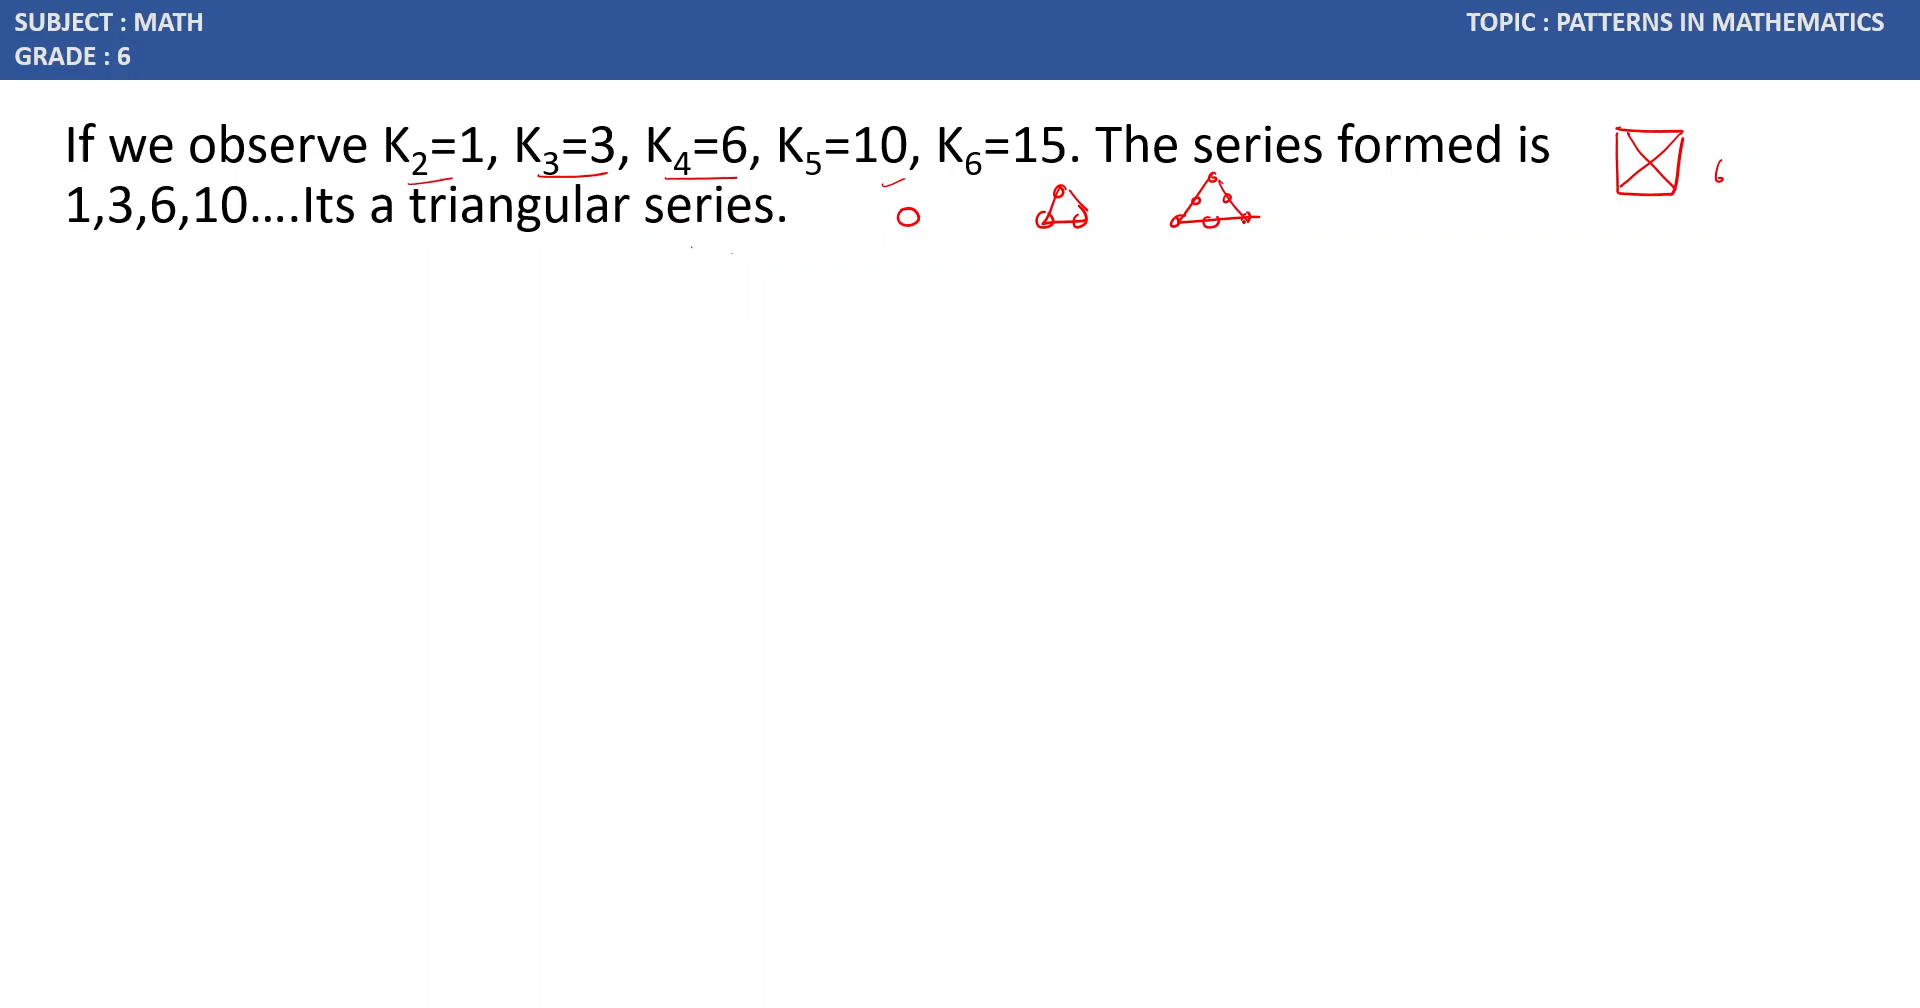 SUBJECT : MATH
GRADE : 6
TOPIC : PATTERNS IN MATHEMATICS
If we observe K₂=1, K₃=3, K₄=6, K₅=10, K₆=15. The series formed is
1,3,6,10....Its a triangular series.
6